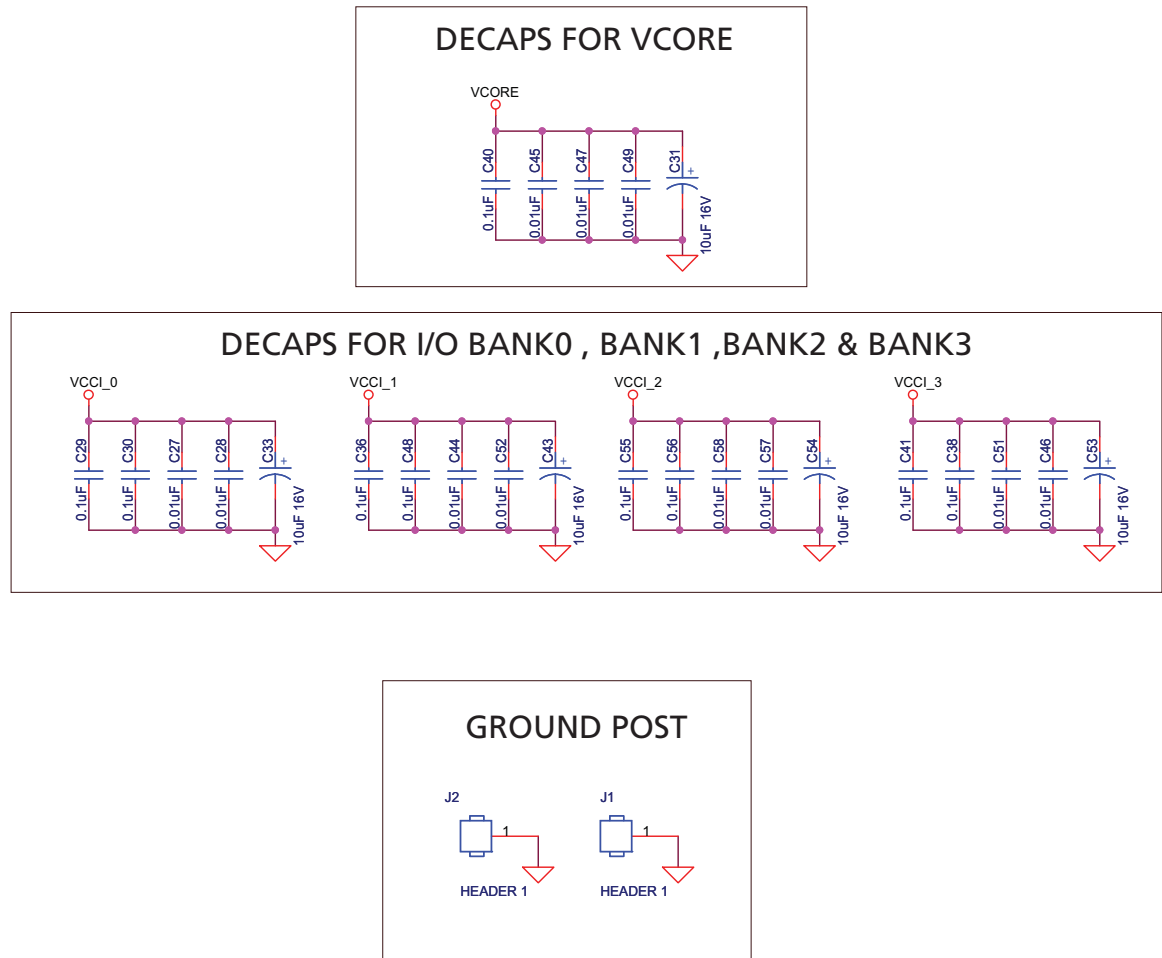 DECAPS FOR VCORE
VCORE
C40 C45 C47 C49 C31
+
0.1uF 0.01uF 0.01uF 0.01uF 10uF 16V
DECAPS FOR I/O BANK0 , BANK1 ,BANK2 & BANK3
VCCI_0 VCCI_1 VCCI_2 VCCI_3
C29 C30 C27 C28 C33 C36 C48 C44 C52 C43 C55 C56 C58 C57 C54 C41 C38 C51 C46 C53
+ + + +
0.1uF 0.1uF 0.01uF 0.01uF 10uF 16V 0.1uF 0.1uF 0.01uF 0.01uF 10uF 16V 0.1uF 0.1uF 0.01uF 0.01uF 10uF 16V 0.1uF 0.1uF 0.01uF 0.01uF 10uF 16V
GROUND POST
J2 J1
1 1
HEADER 1 HEADER 1